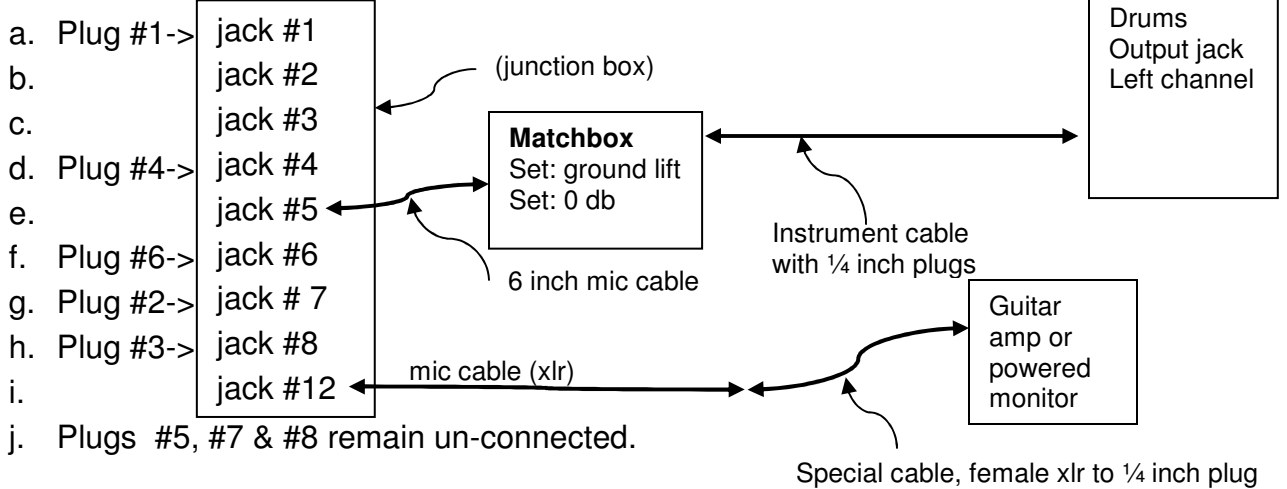 a. Plug #1-> jack #1
b. jack #2
c. jack #3
d. Plug #4-> jack #4
e. jack #5
f. Plug #6-> jack #6
g. Plug #2-> jack # 7
h. Plug #3-> jack #8
i. jack #12
j. Plugs #5, #7 & #8 remain un-connected.
(junction box)
Matchbox
Set: ground lift
Set: 0 db
6 inch mic cable
Drums
Output jack
Left channel
Instrument cable
with ¼ inch plugs
mic cable (xlr)
Guitar
amp or
powered
monitor
Special cable, female xlr to ¼ inch plug